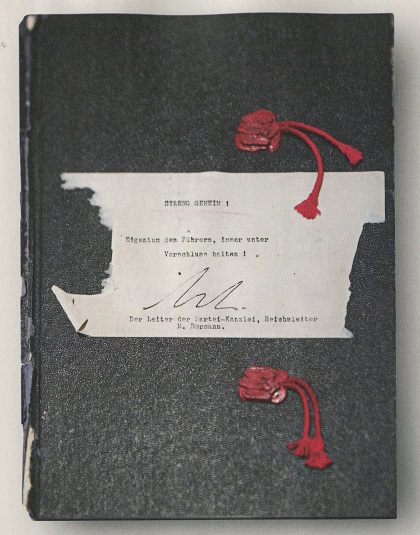 STRENG GEHEIM !
Eigentum des Führers, immer unter
Verschluss halten !
Der Leiter der Partei-Kanzlei, Reichsleiter
M. Bormann.